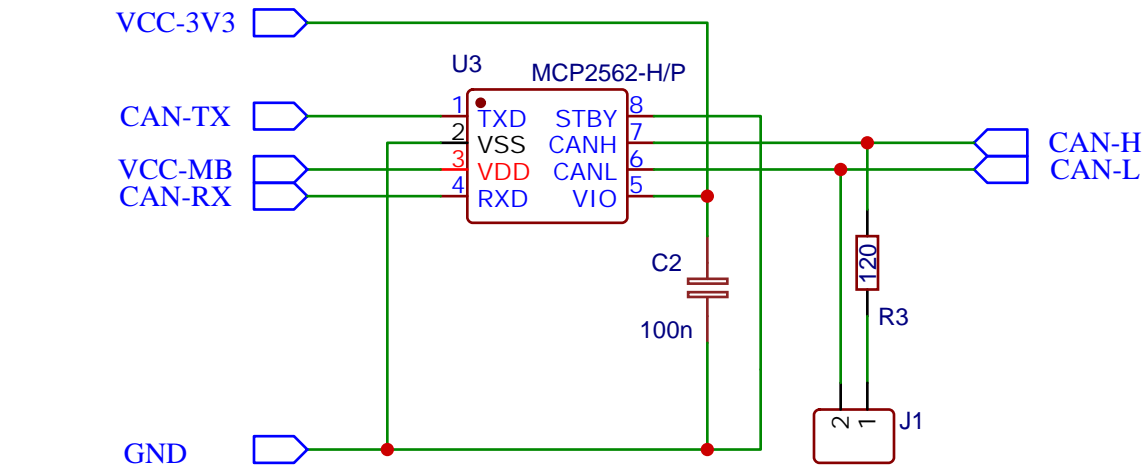 VCC-3V3
U3
MCP2562-H/P
CAN-TX
1
TXD
STBY
8
2
VSS
CANH
7
CAN-H
VCC-MB
3
VDD
CANL
6
CAN-L
CAN-RX
4
RXD
VIO
5
C2
120
100n
R3
2
1
J1
GND